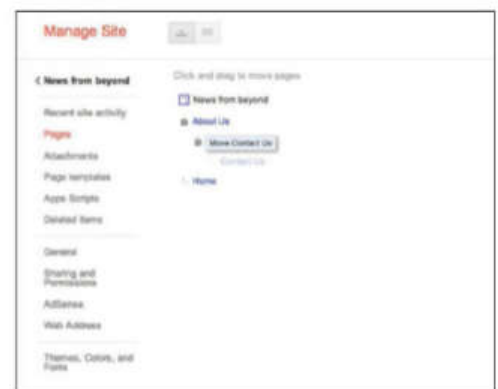 Manage Site
< News from beyond
Click and drag to move pages
News from beyond
Recent site activity
About Us
Pages
Move Contact Us
Attachments
Contact Us
Page templates
Home
Apps Scripts
Deleted Items
General
Sharing and
Permissions
AdSense
Web Address
Themes, Colors, and
Fonts